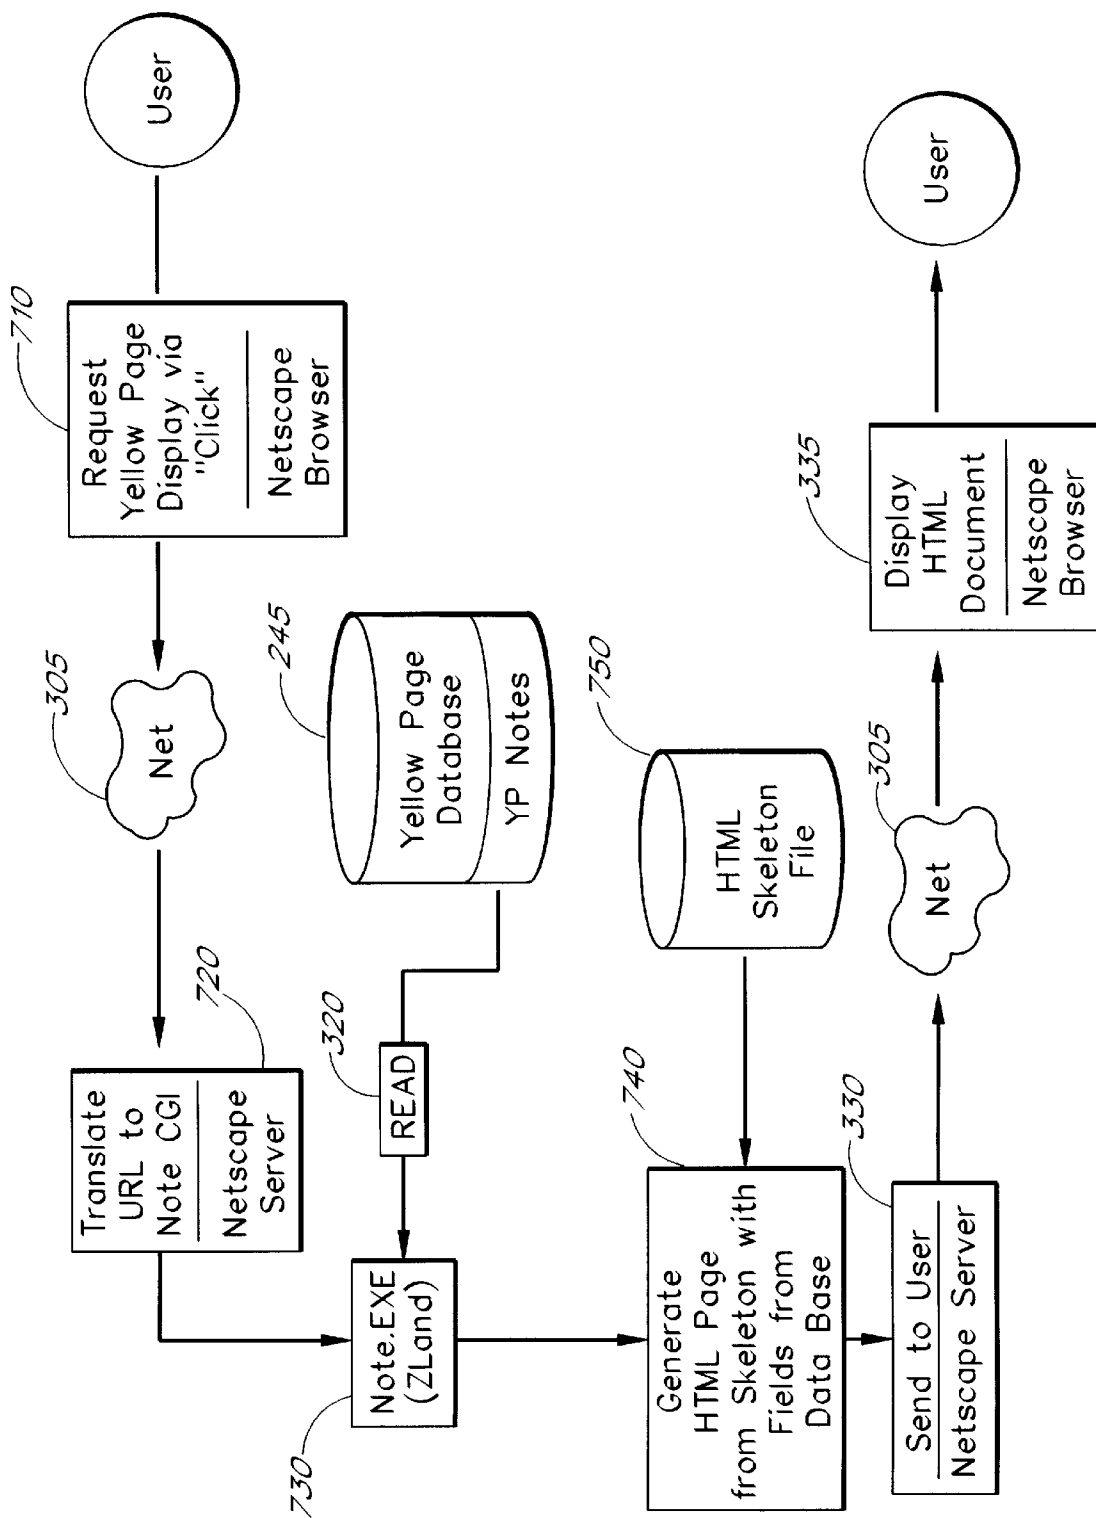 User
710
Request
Yellow Page
Display via
"Click"
Netscape
Browser
305
Net
720
Translate
URL to
Note CGI
Netscape
Server
245
Yellow Page
Database
YP Notes
320
READ
730
Note.EXE
(ZLand)
750
HTML
Skeleton
File
740
Generate
HTML Page
from Skeleton with
Fields from
Data Base
330
Send to User
Netscape Server
305
Net
335
Display
HTML
Document
Netscape
Browser
User